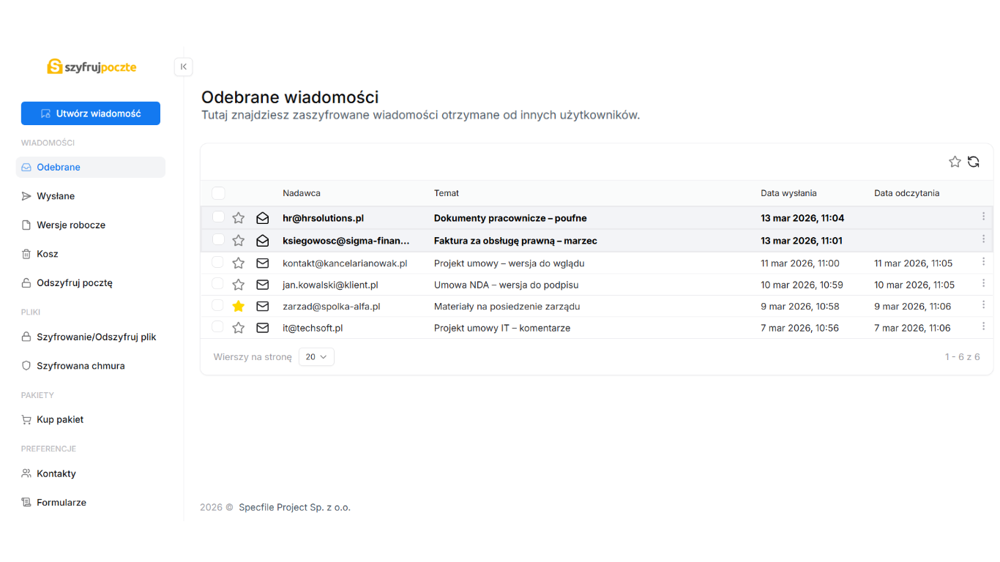 szyfrujpoczte
Utwórz wiadomość
WIADOMOŚCI
Odebrane
Wysłane
Wersje robocze
Kosz
Odszyfruj pocztę
PLIKI
Szyfrowanie/Odszyfruj plik
Szyfrowana chmura
PAKIETY
Kup pakiet
PREFERENCJE
Kontakty
Formularze
Odebrane wiadomości
Tutaj znajdziesz zaszyfrowane wiadomości otrzymane od innych użytkowników.
Nadawca Temat Data wysłania Data odczytania
hr@hrsolutions.pl Dokumenty pracownicze – poufne 13 mar 2026, 11:04
ksiegowosc@sigma-finan... Faktura za obsługę prawną – marzec 13 mar 2026, 11:01
kontakt@kancelarianowak.pl Projekt umowy – wersja do wglądu 11 mar 2026, 11:00 11 mar 2026, 11:05
jan.kowalski@klient.pl Umowa NDA – wersja do podpisu 10 mar 2026, 10:59 10 mar 2026, 11:05
zarzad@spolka-alfa.pl Materiały na posiedzenie zarządu 9 mar 2026, 10:58 9 mar 2026, 11:06
it@techsoft.pl Projekt umowy IT – komentarze 7 mar 2026, 10:56 7 mar 2026, 11:06
Wierszy na stronę 20 1 - 6 z 6
2026 © Specfile Project Sp. z o.o.